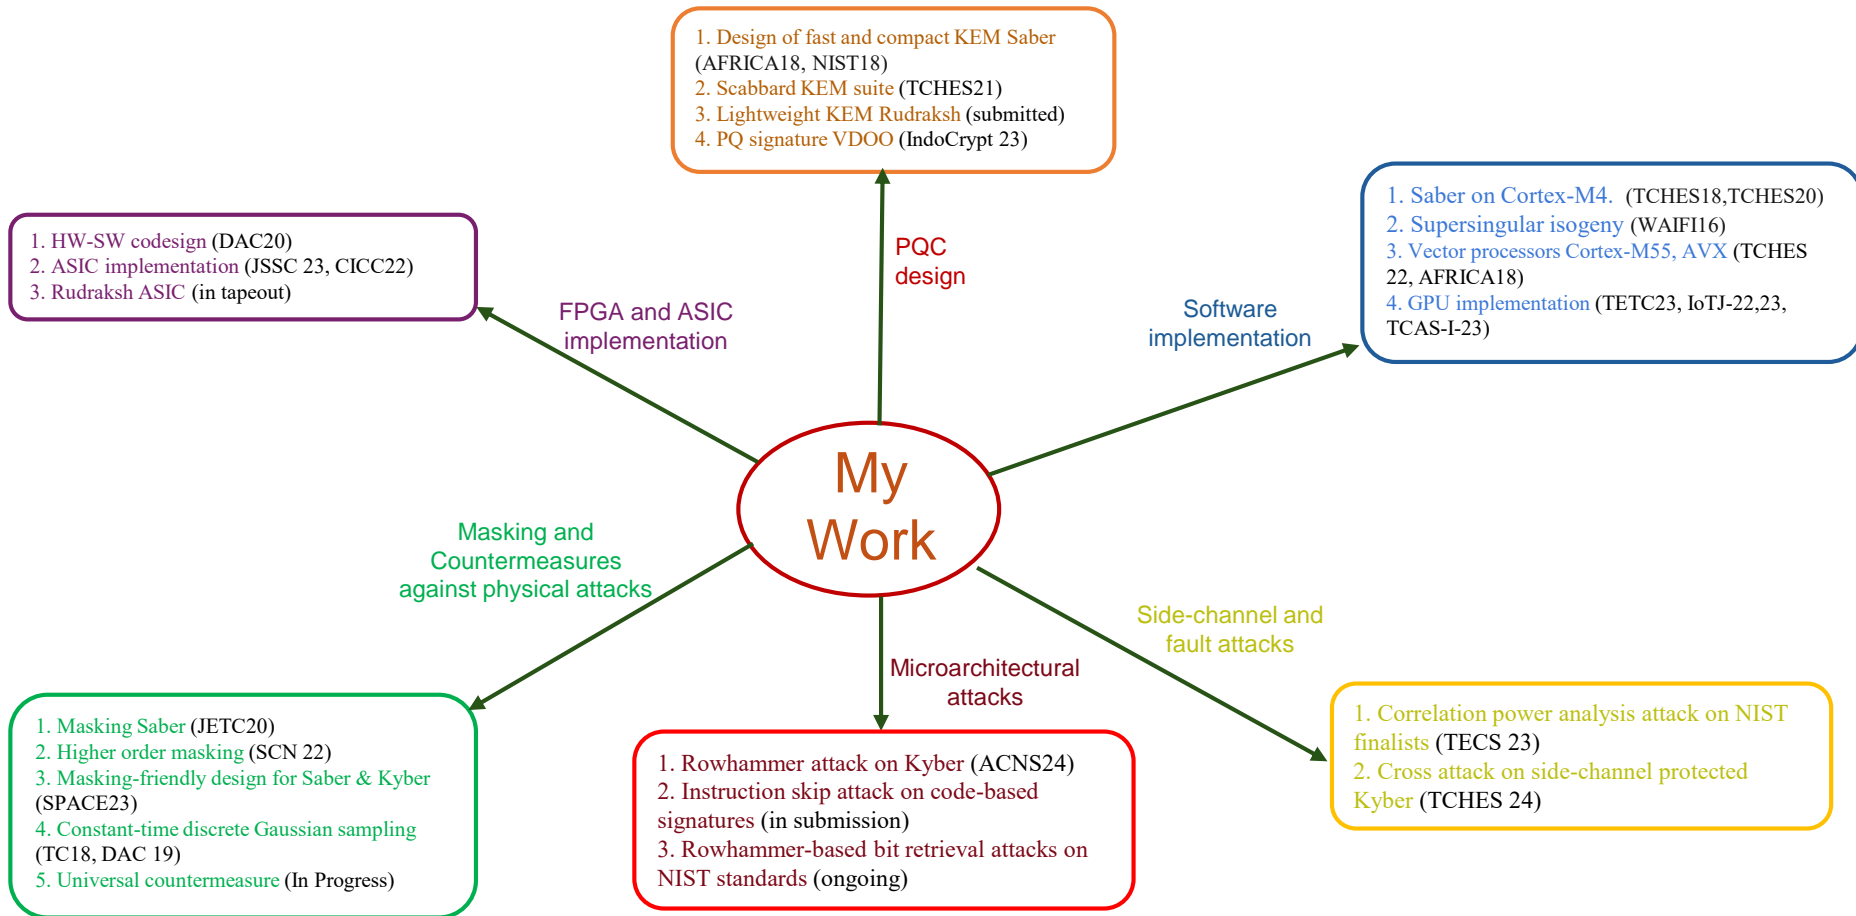 1. Design of fast and compact KEM Saber
(AFRICA18, NIST18)
2. Scabbard KEM suite (TCHES21)
3. Lightweight KEM Rudraksh (submitted)
4. PQ signature VDOO (IndoCrypt 23)
1. Saber on Cortex-M4. (TCHES18,TCHES20)
2. Supersingular isogeny (WAIFI16)
3. Vector processors Cortex-M55, AVX (TCHES
22, AFRICA18)
4. GPU implementation (TETC23, IoTJ-22,23,
TCAS-I-23)
1. HW-SW codesign (DAC20)
2. ASIC implementation (JSSC 23, CICC22)
3. Rudraksh ASIC (in tapeout)
PQC
design
FPGA and ASIC
implementation
Software
implementation
My
Work
Masking and
Countermeasures
against physical attacks
Side-channel and
fault attacks
Microarchitectural
attacks
1. Masking Saber (JETC20)
2. Higher order masking (SCN 22)
3. Masking-friendly design for Saber & Kyber
(SPACE23)
4. Constant-time discrete Gaussian sampling
(TC18, DAC 19)
5. Universal countermeasure (In Progress)
1. Rowhammer attack on Kyber (ACNS24)
2. Instruction skip attack on code-based
signatures (in submission)
3. Rowhammer-based bit retrieval attacks on
NIST standards (ongoing)
1. Correlation power analysis attack on NIST
finalists (TECS 23)
2. Cross attack on side-channel protected
Kyber (TCHES 24)